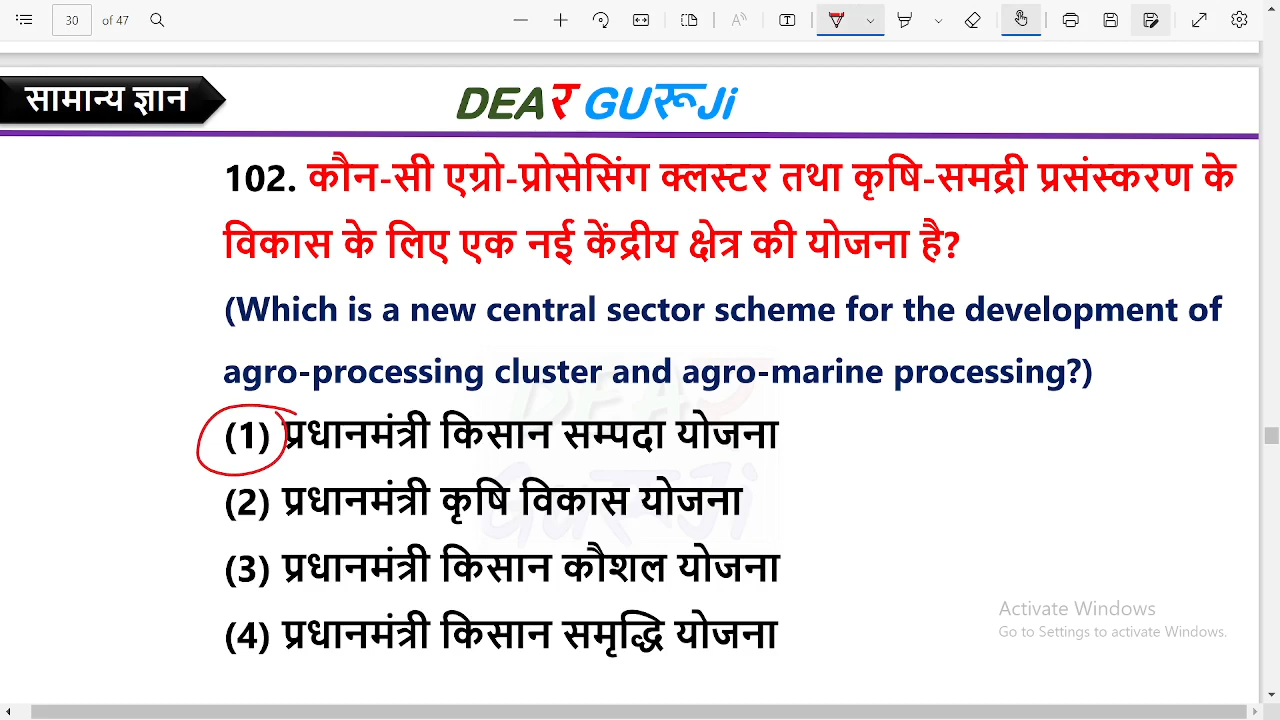 30 of 47
सामान्य ज्ञान
DEAर GUरूJi
102. कौन-सी एग्रो-प्रोसेसिंग क्लस्टर तथा कृषि-समद्री प्रसंस्करण के
विकास के लिए एक नई केंद्रीय क्षेत्र की योजना है?
(Which is a new central sector scheme for the development of
agro-processing cluster and agro-marine processing?)
(1) प्रधानमंत्री किसान सम्पदा योजना
(2) प्रधानमंत्री कृषि विकास योजना
(3) प्रधानमंत्री किसान कौशल योजना
(4) प्रधानमंत्री किसान समृद्धि योजना
Activate Windows
Go to Settings to activate Windows.